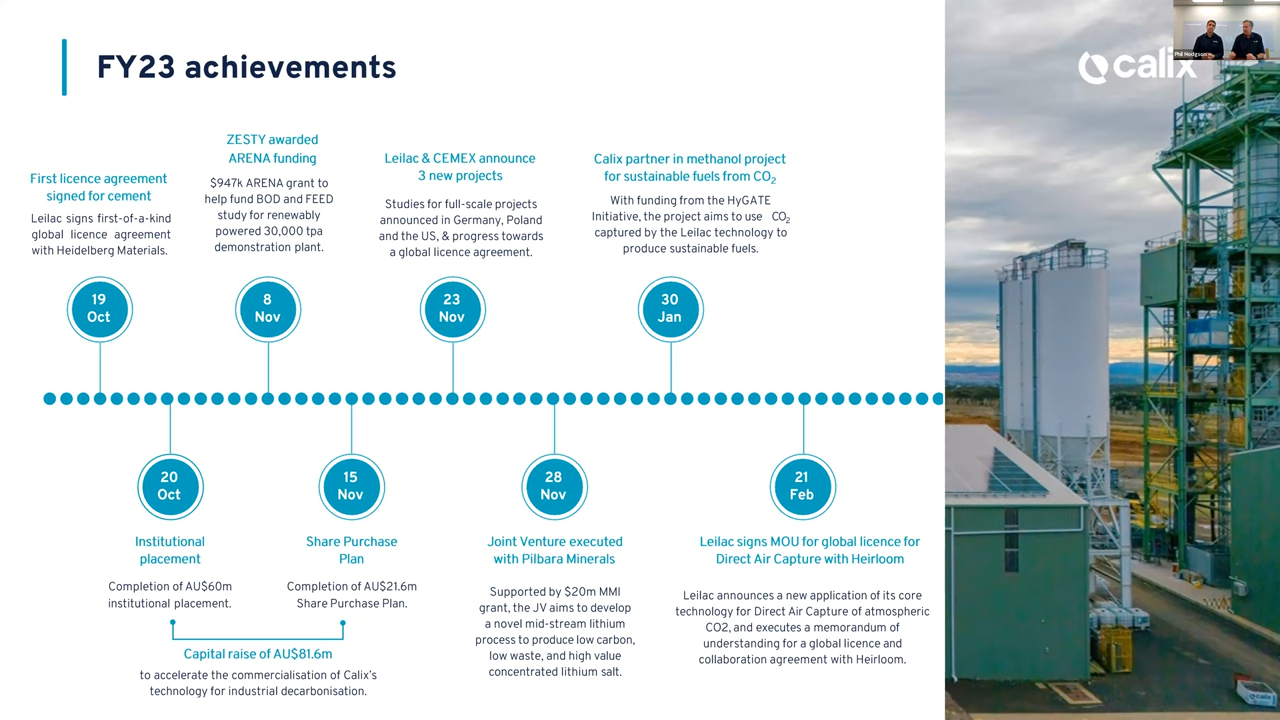 FY23 achievements
calix
Phil Hodgson
First licence agreement
signed for cement
Leilac signs first-of-a-kind
global licence agreement
with Heidelberg Materials.
19
Oct
ZESTY awarded
ARENA funding
$947k ARENA grant to
help fund BOD and FEED
study for renewably
powered 30,000 tpa
demonstration plant.
8
Nov
Leilac & CEMEX announce
3 new projects
Studies for full-scale projects
announced in Germany, Poland
and the US, & progress towards
a global licence agreement.
23
Nov
Calix partner in methanol project
for sustainable fuels from CO2
With funding from the HyGATE
Initiative, the project aims to use CO2
captured by the Leilac technology to
produce sustainable fuels.
30
Jan
20
Oct
Institutional
placement
Completion of AU$60m
institutional placement.
15
Nov
Share Purchase
Plan
Completion of AU$21.6m
Share Purchase Plan.
Capital raise of AU$81.6m
to accelerate the commercialisation of Calix's
technology for industrial decarbonisation.
28
Nov
Joint Venture executed
with Pilbara Minerals
Supported by $20m MMI
grant, the JV aims to develop
a novel mid-stream lithium
process to produce low carbon,
low waste, and high value
concentrated lithium salt.
21
Feb
Leilac signs MOU for global licence for
Direct Air Capture with Heirloom
Leilac announces a new application of its core
technology for Direct Air Capture of atmospheric
CO2, and executes a memorandum of
understanding for a global licence and
collaboration agreement with Heirloom.
calix